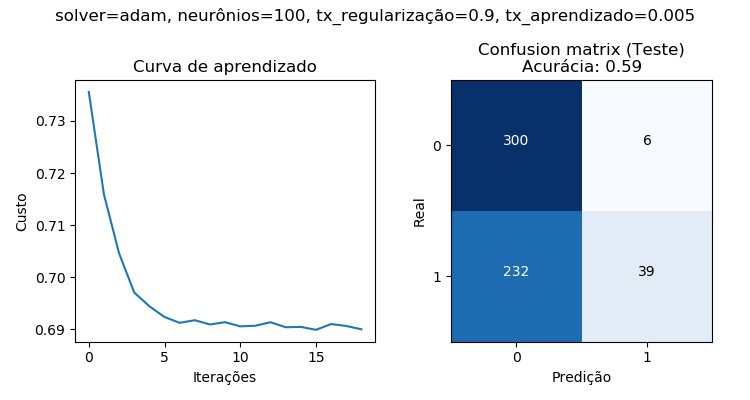 solver=adam, neurônios=100, tx_regularização=0.9, tx_aprendizado=0.005
Curva de aprendizado
0.73
0.72
0.71
0.70
0.69
Custo
0
5
10
15
Iterações
Confusion matrix (Teste)
Acurácia: 0.59
300
6
232
39
0
1
Real
0
1
Predição